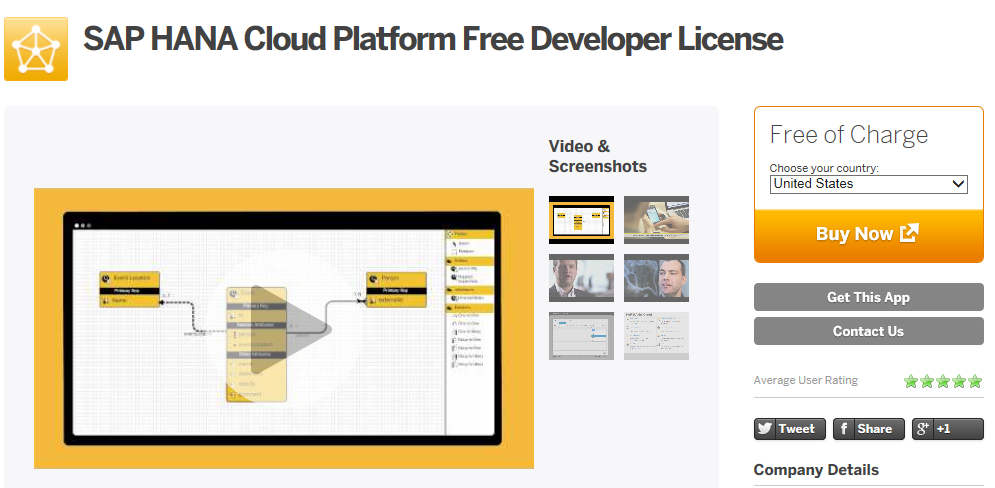 SAP HANA Cloud Platform Free Developer License
Video &
Screenshots
Event Location
Primary Key
Name
Person
Primary Key
externalId
Primary Key
Free of Charge
Choose your country:
United States
Buy Now
Get This App
Contact Us
Average User Rating
Tweet
Share
+1
Company Details